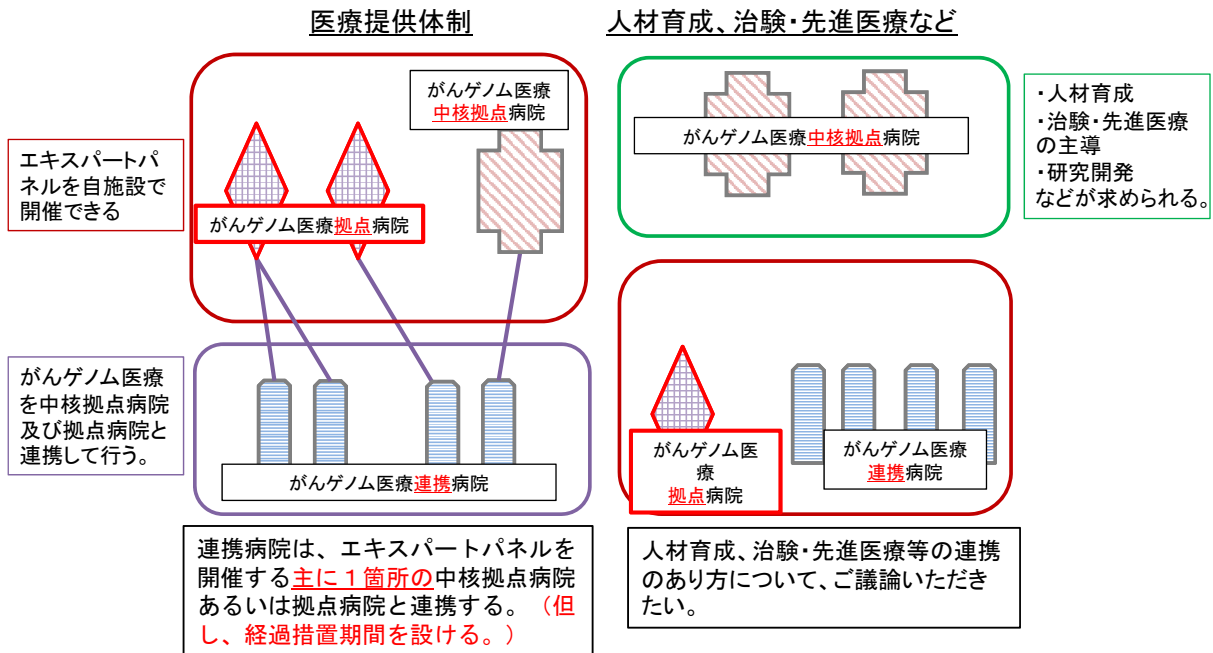 医療提供体制
人材育成、治験・先進医療など
エキスパートパ
ネルを自施設で
開催できる
がんゲノム医療
中核拠点病院
がんゲノム医療拠点病院
がんゲノム医療中核拠点病院
・人材育成
・治験・先進医療
の主導
・研究開発
などが求められる。
がんゲノム医療
を中核拠点病院
及び拠点病院と
連携して行う。
がんゲノム医療連携病院
がんゲノム医
療
拠点病院
がんゲノム医療
連携病院
連携病院は、エキスパートパネルを
開催する主に１箇所の中核拠点病院
あるいは拠点病院と連携する。（但
し、経過措置期間を設ける。）
人材育成、治験・先進医療等の連携
のあり方について、ご議論いただき
たい。